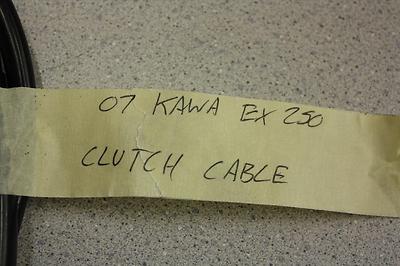 07 KAWA EX 250
CLUTCH CABLE